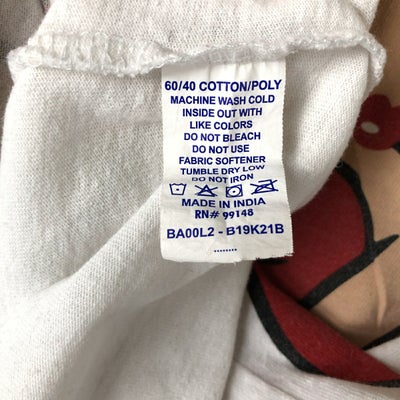 60/40 COTTON/POLY
MACHINE WASH COLD
INSIDE OUT WITH
LIKE COLORS
DO NOT BLEACH
DO NOT USE
FABRIC SOFTENER
TUMBLE DRY LOW
DO NOT IRON
MADE IN INDIA
RN# 99148
BA00L2 - B19K21B